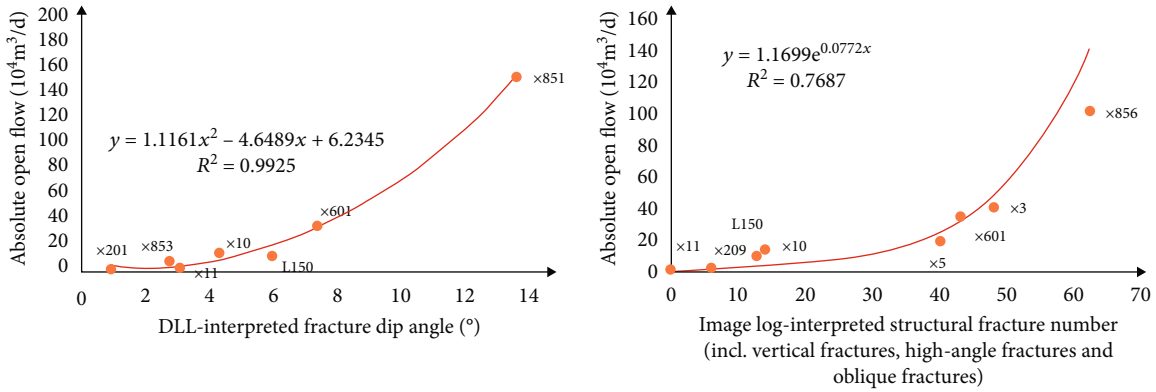 Absolute open flow (10⁴m³/d)
200
180
160
140
120
100
80
60
40
20
0
0 2 4 6 8 10 12 14
y = 1.1161x² – 4.6489x + 6.2345
R² = 0.9925
×851
×601
×201
×853
×10
×11
L150
DLL-interpreted fracture dip angle (°)
Absolute open flow (10⁴m³/d)
160
140
120
100
80
60
40
20
0
0 10 20 30 40 50 60 70
y = 1.1699e^0.0772x
R² = 0.7687
×856
×3
L150
×11
×209
×10
×601
×5
Image log-interpreted structural fracture number
(incl. vertical fractures, high-angle fractures and
oblique fractures)